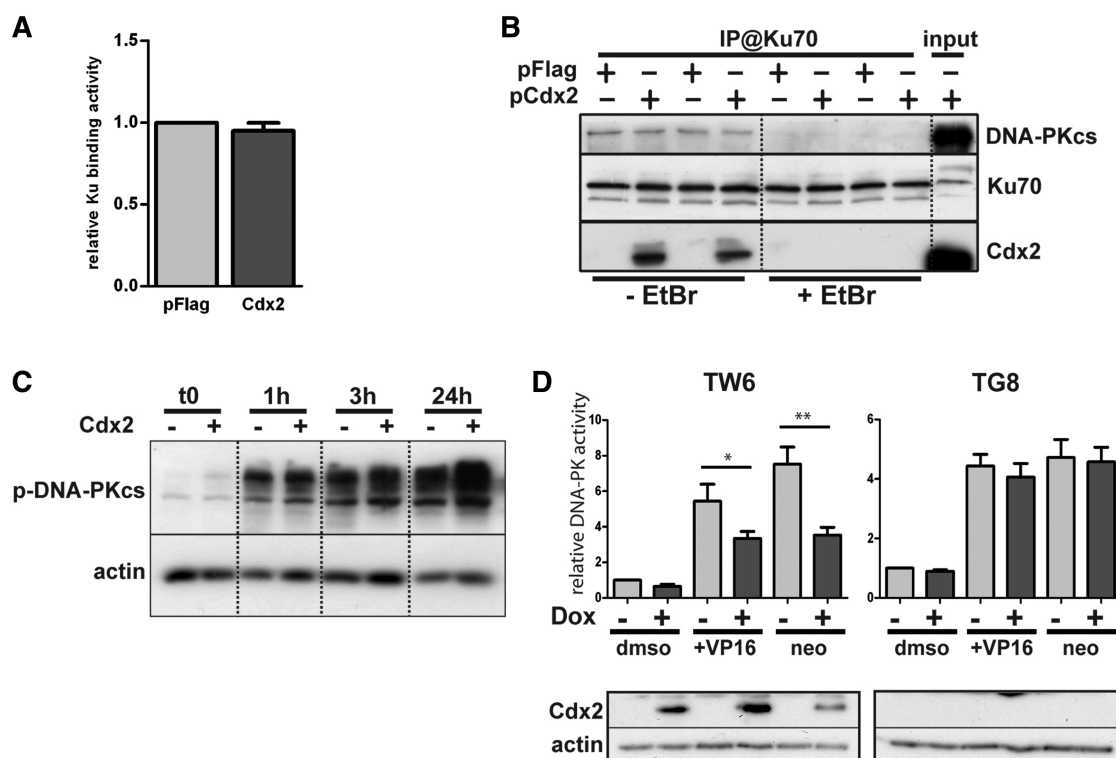 A
1.5
1.0
0.5
0.0
relative Ku binding activity
pFlag Cdx2
B
IP@Ku70 input
pFlag + – + – + – + – –
pCdx2 – + – + – + – + +
DNA-PKcs
Ku70
Cdx2
- EtBr + EtBr
C
t0 1h 3h 24h
Cdx2 - + - + - + - +
p-DNA-PKcs
actin
D
TW6 TG8
relative DNA-PK activity
10
8
6
4
2
0
* **
6
4
2
0
Dox - + - + - + - + - + - +
dmso +VP16 neo dmso +VP16 neo
Cdx2
actin